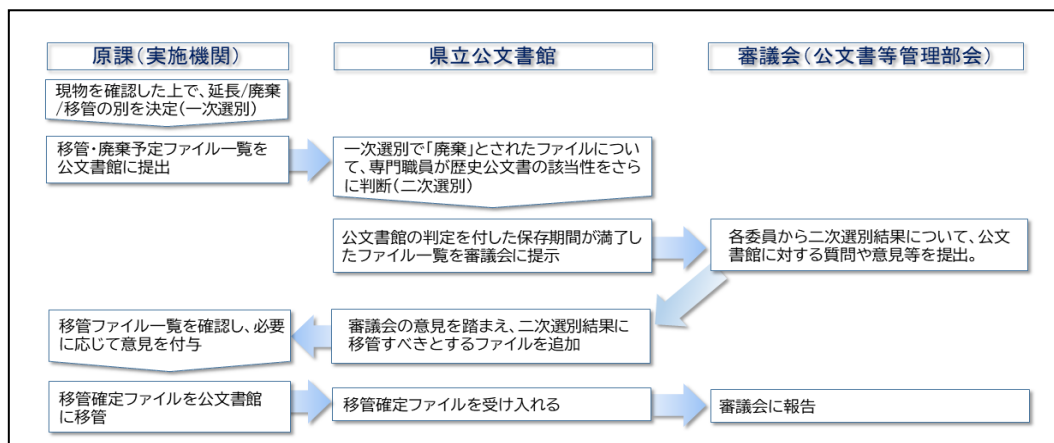 原課(実施機関)
県立公文書館
審議会(公文書等管理部会)
現物を確認した上で、延長/廃棄
/移管の別を決定(一次選別)
移管・廃棄予定ファイル一覧を
公文書館に提出
一次選別で「廃棄」とされたファイルについ
て、専門職員が歴史公文書の該当性をさら
に判断(二次選別)
公文書館の判定を付した保存期間が満了し
たファイル一覧を審議会に提示
各委員から二次選別結果について、公文
書館に対する質問や意見等を提出。
移管ファイル一覧を確認し、必要
に応じて意見を付与
審議会の意見を踏まえ、二次選別結果に
移管すべきとするファイルを追加
移管確定ファイルを公文書館
に移管
移管確定ファイルを受け入れる
審議会に報告